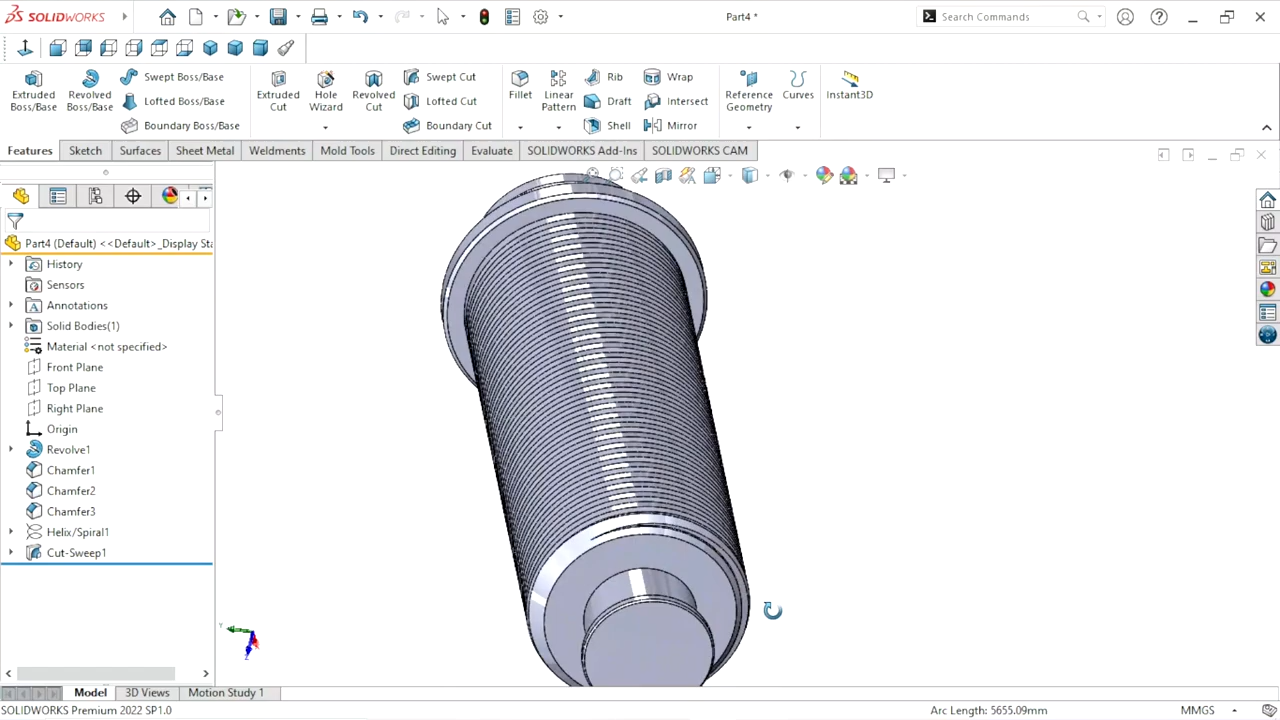 SOLIDWORKS
Part4 *
Search Commands
Extruded Boss/Base
Revolved Boss/Base
Swept Boss/Base
Lofted Boss/Base
Boundary Boss/Base
Extruded Cut
Hole Wizard
Revolved Cut
Swept Cut
Lofted Cut
Boundary Cut
Fillet
Linear Pattern
Rib
Draft
Shell
Wrap
Intersect
Mirror
Reference Geometry
Curves
Instant3D
Features
Sketch
Surfaces
Sheet Metal
Weldments
Mold Tools
Direct Editing
Evaluate
SOLIDWORKS Add-Ins
SOLIDWORKS CAM
Part4 (Default) <<Default>_Display Sta
History
Sensors
Annotations
Solid Bodies(1)
Material <not specified>
Front Plane
Top Plane
Right Plane
Origin
Revolve1
Chamfer1
Chamfer2
Chamfer3
Helix/Spiral1
Cut-Sweep1
Y
Z
Model
3D Views
Motion Study 1
SOLIDWORKS Premium 2022 SP1.0
Arc Length: 5655.09mm
MMGS